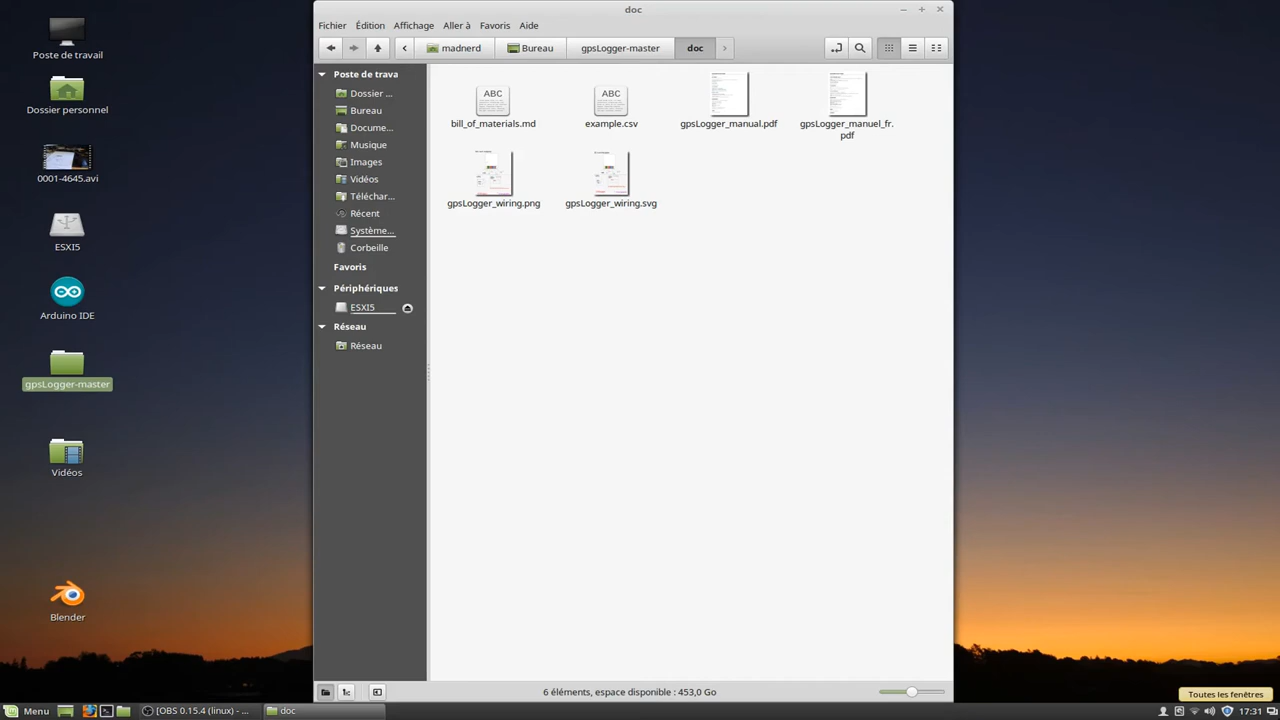 doc
Fichier Édition Affichage Aller à Favoris Aide
madnerd Bureau gpsLogger-master doc
Poste de travail
Dossier personnel
0001-4645.avi
ESXI5
Arduino IDE
gpsLogger-master
Vidéos
Blender
Poste de trava
Dossier ...
Bureau
Docume...
Musique
Images
Vidéos
Téléchar...
Récent
Système...
Corbeille
Favoris
Périphériques
ESXI5
Réseau
Réseau
ABC
bill_of_materials.md
ABC
example.csv
gpsLogger_manual.pdf
gpsLogger_manuel_fr.
pdf
gpsLogger_wiring.png
gpsLogger_wiring.svg
6 éléments, espace disponible : 453,0 Go
Toutes les fenêtres
Menu
[OBS 0.15.4 (linux) - ...
doc
17:31